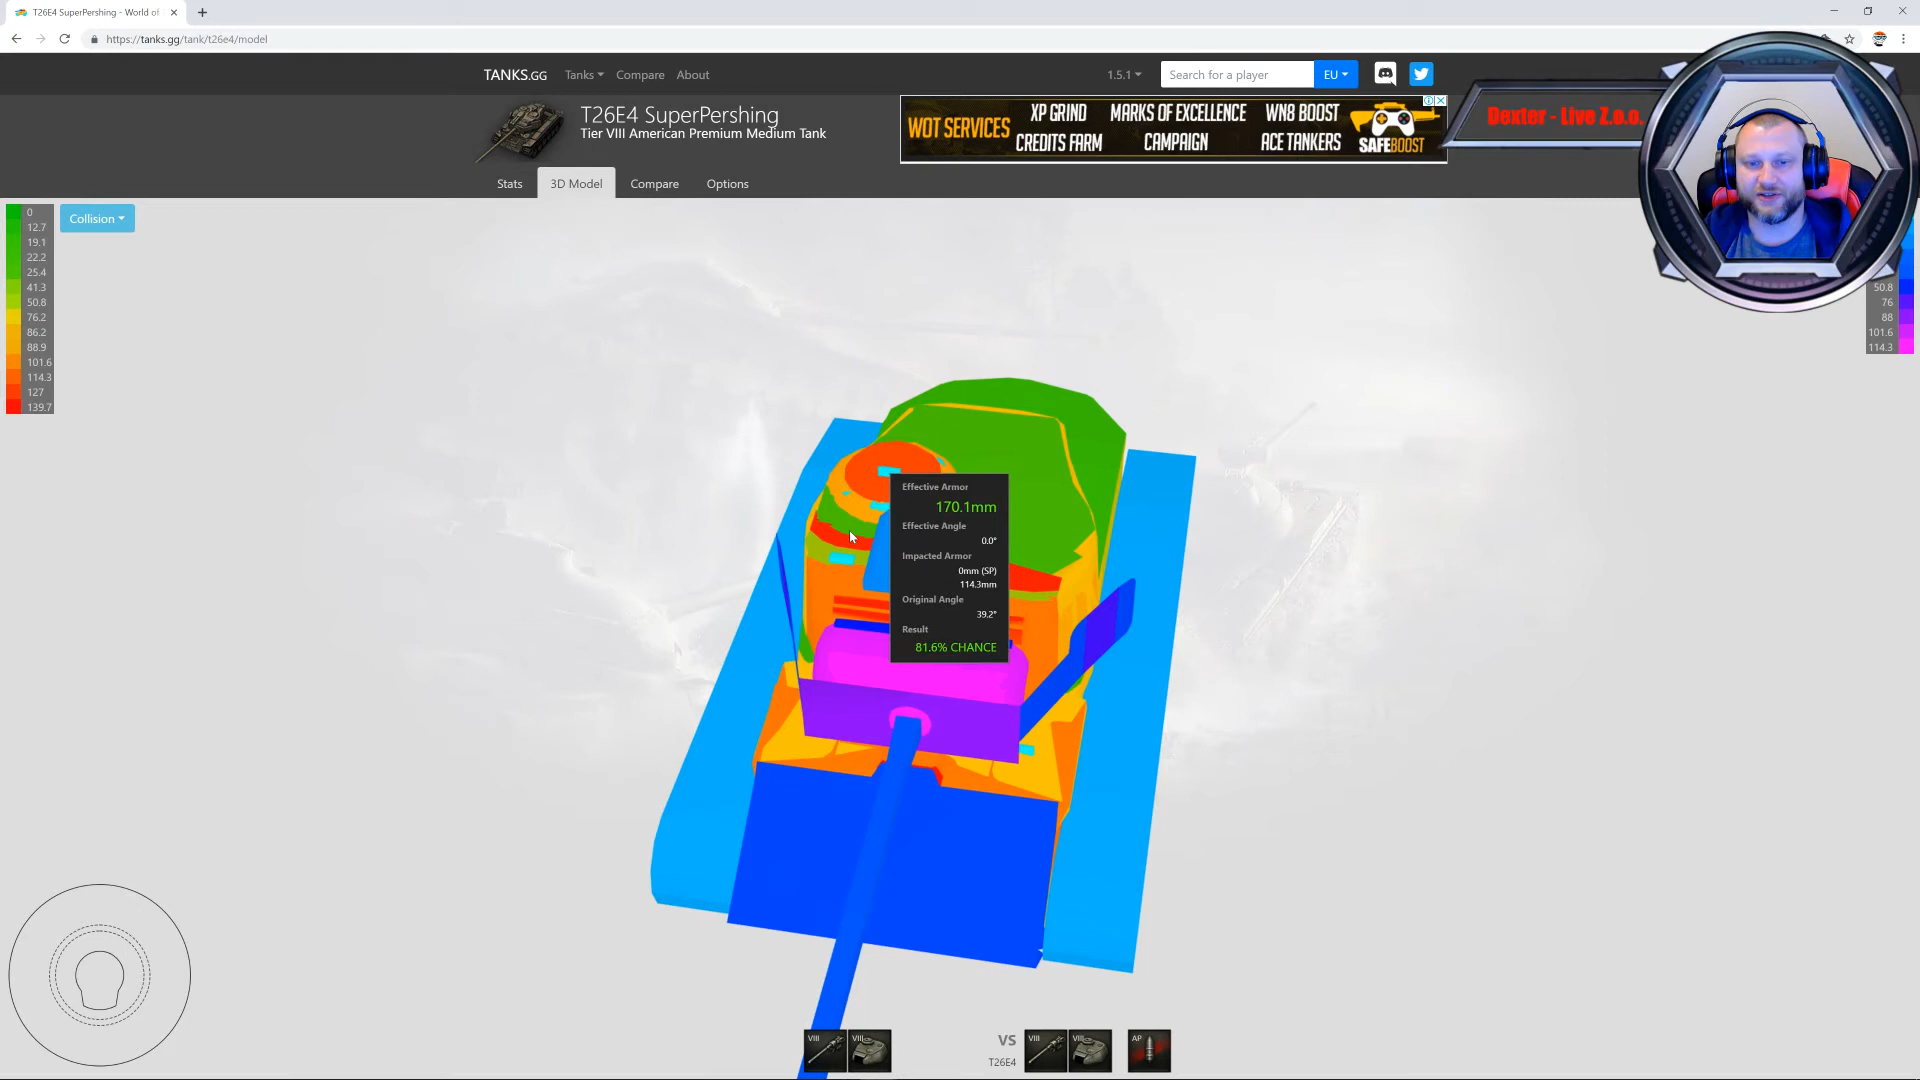 T26E4 SuperPershing - World of
https://tanks.gg/tank/t26e4/model
TANKS.GG
Tanks
Compare
About
1.5.1
Search for a player
EU
T26E4 SuperPershing
Tier VIII American Premium Medium Tank
WOT SERVICES
XP GRIND
CREDITS FARM
MARKS OF EXCELLENCE
CAMPAIGN
WN8 BOOST
ACE TANKERS
SAFEBOOST
Dexter - Live Z.o.o.
Stats
3D Model
Compare
Options
Collision
0
12.7
19.1
22.2
25.4
41.3
50.8
76.2
86.2
88.9
101.6
114.3
127
139.7
50.8
76
88
101.6
114.3
Effective Armor
170.1mm
Effective Angle
0.0°
Impacted Armor
0mm (SP)
114.3mm
Original Angle
39.2°
Result
81.6% CHANCE
VIII
VIII
VS
T26E4
VIII
VIII
AP